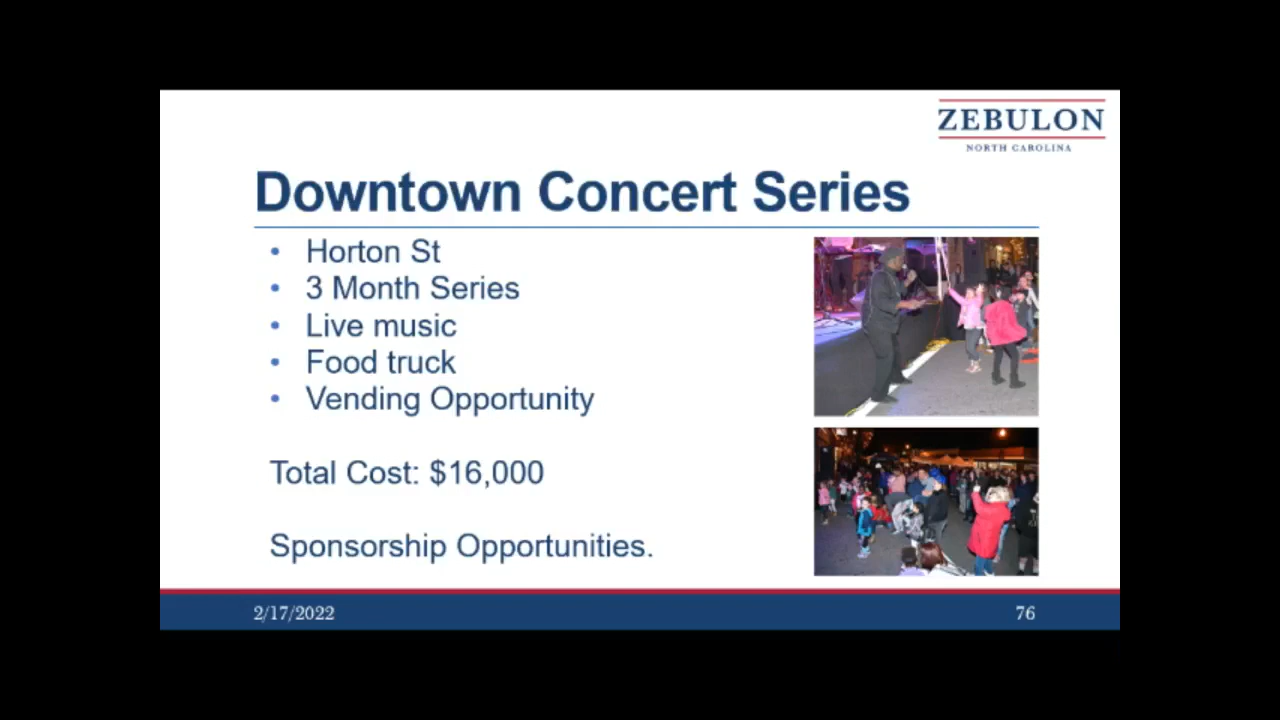 ZEBULON
NORTH CAROLINA
Downtown Concert Series
• Horton St
• 3 Month Series
• Live music
• Food truck
• Vending Opportunity
Total Cost: $16,000
Sponsorship Opportunities.
2/17/2022
76